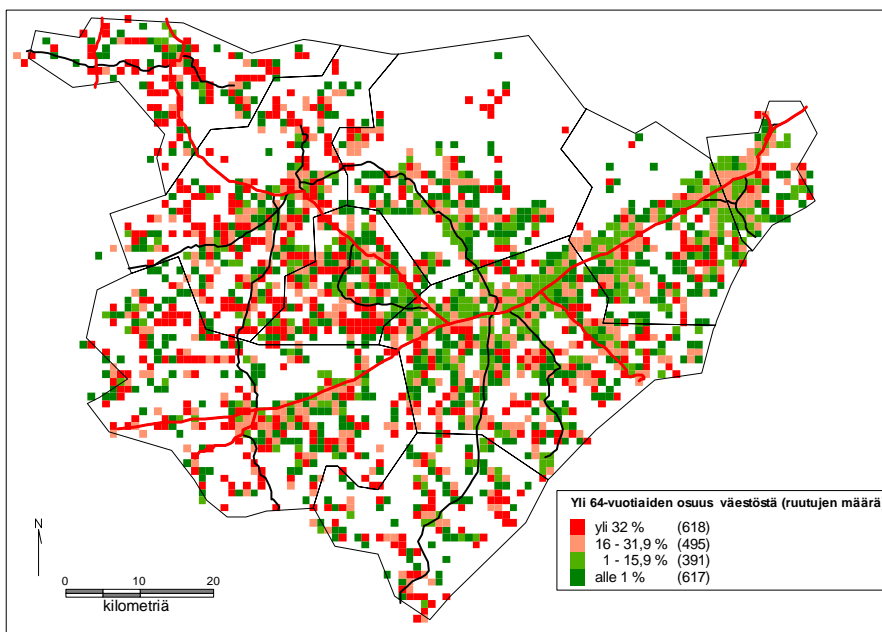 Yli 64-vuotiaiden osuus väestöstä (ruutujen määrä
yli 32 % (618)
16 - 31,9 % (495)
1 - 15,9 % (391)
alle 1 % (617)
N
0 10 20
kilometriä